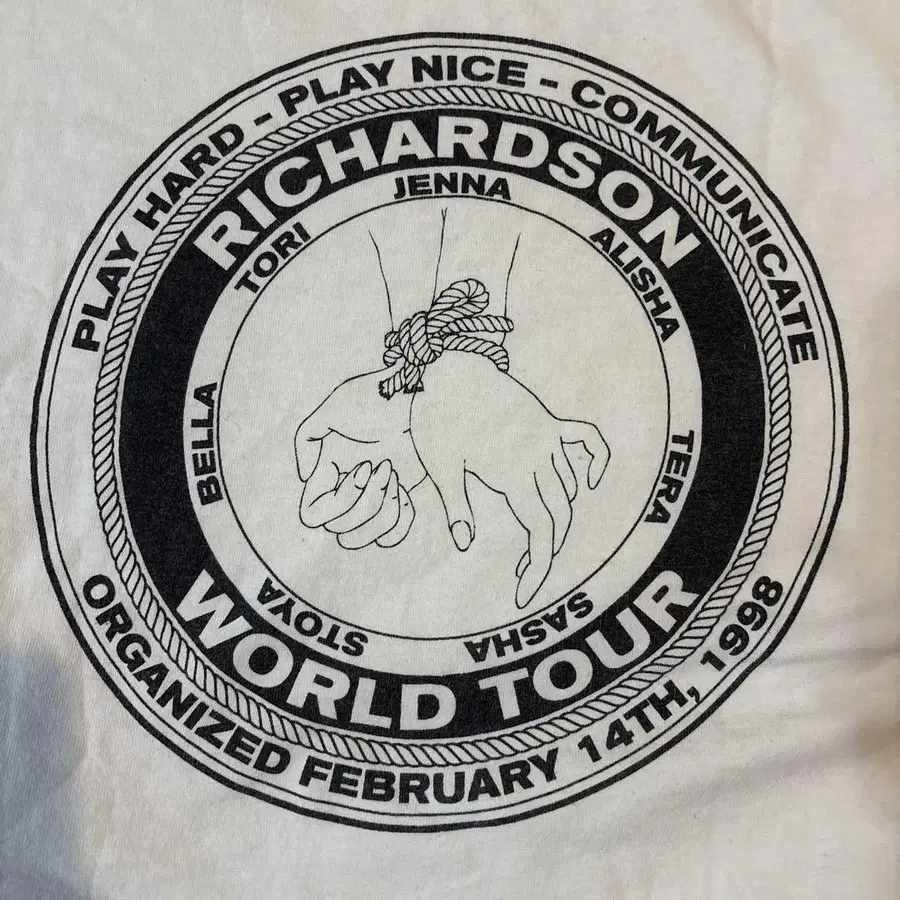 PLAY HARD - PLAY NICE - COMMUNICATE
RICHARDSON
JENNA
ALISHA
TERA
SASHA
STOYA
BELLA
TORI
WORLD TOUR
ORGANIZED FEBRUARY 14TH, 1998